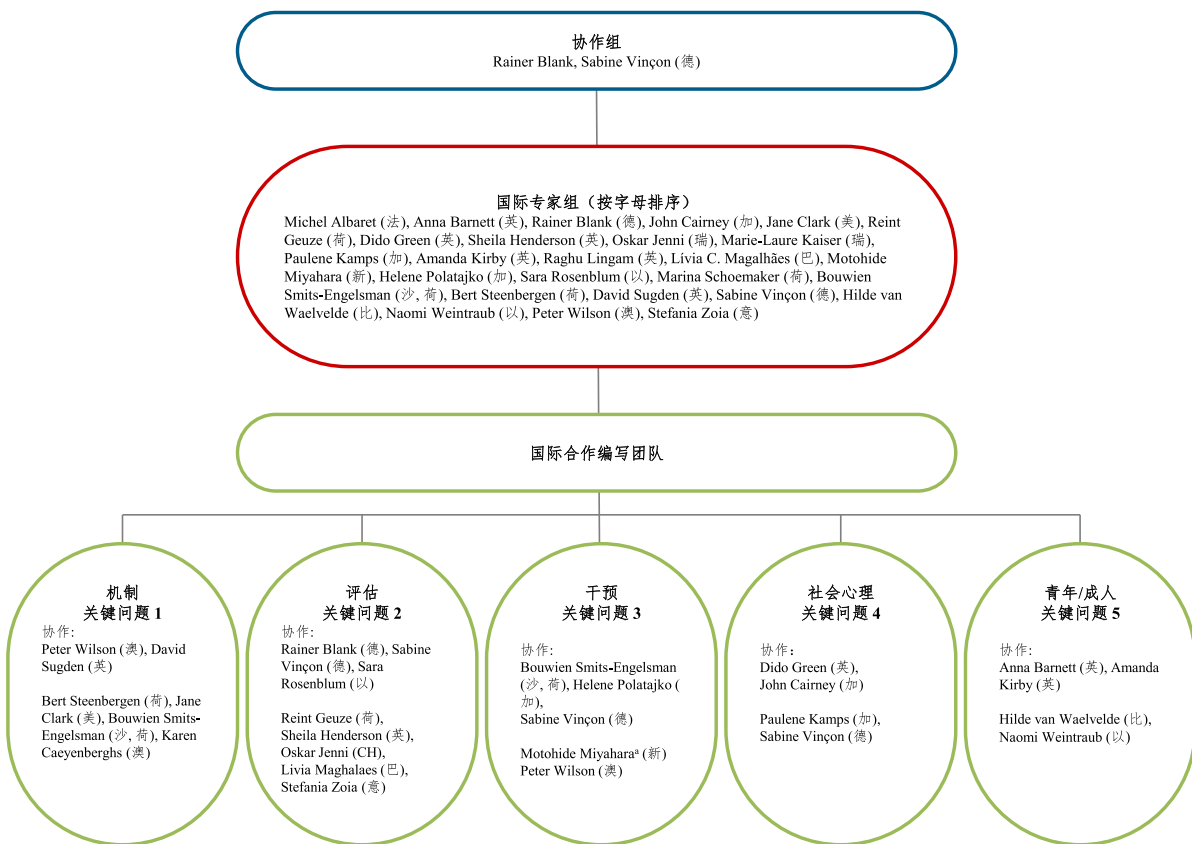 协作组
Rainer Blank, Sabine Vinçon (德)
国际专家组（按字母排序）
Michel Albaret (法), Anna Barnett (英), Rainer Blank (德), John Cairney (加), Jane Clark (美), Reint
Geuze (荷), Dido Green (英), Sheila Henderson (英), Oskar Jenni (瑞), Marie-Laure Kaiser (瑞),
Paulene Kamps (加), Amanda Kirby (英), Raghu Lingam (英), Lívia C. Magalhães (巴), Motohide
Miyahara (新), Helene Polatajko (加), Sara Rosenblum (以), Marina Schoemaker (荷), Bouwien
Smits-Engelsman (沙, 荷), Bert Steenbergen (荷), David Sugden (英), Sabine Vinçon (德), Hilde van
Waelvelde (比), Naomi Weintraub (以), Peter Wilson (澳), Stefania Zoia (意)
国际合作编写团队
机制
关键问题 1
协作:
Peter Wilson (澳), David
Sugden (英)
Bert Steenbergen (荷), Jane
Clark (美), Bouwien Smits-
Engelsman (沙, 荷), Karen
Caeyenberghs (澳)
评估
关键问题 2
协作:
Rainer Blank (德), Sabine
Vinçon (德), Sara
Rosenblum (以)
Reint Geuze (荷),
Sheila Henderson (英),
Oskar Jenni (CH),
Livia Maghalaes (巴),
Stefania Zoia (意)
干预
关键问题 3
协作:
Bouwien Smits-Engelsman
(沙, 荷), Helene Polatajko (
加),
Sabine Vinçon (德)
Motohide Miyaharaᵃ (新)
Peter Wilson (澳)
社会心理
关键问题 4
协作：
Dido Green (英),
John Cairney (加)
Paulene Kamps (加),
Sabine Vinçon (德)
青年/成人
关键问题 5
协作:
Anna Barnett (英), Amanda
Kirby (英)
Hilde van Waelvelde (比),
Naomi Weintraub (以)